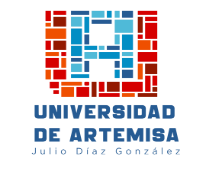 UNIVERSIDAD
DE ARTEMISA
Julio Díaz González